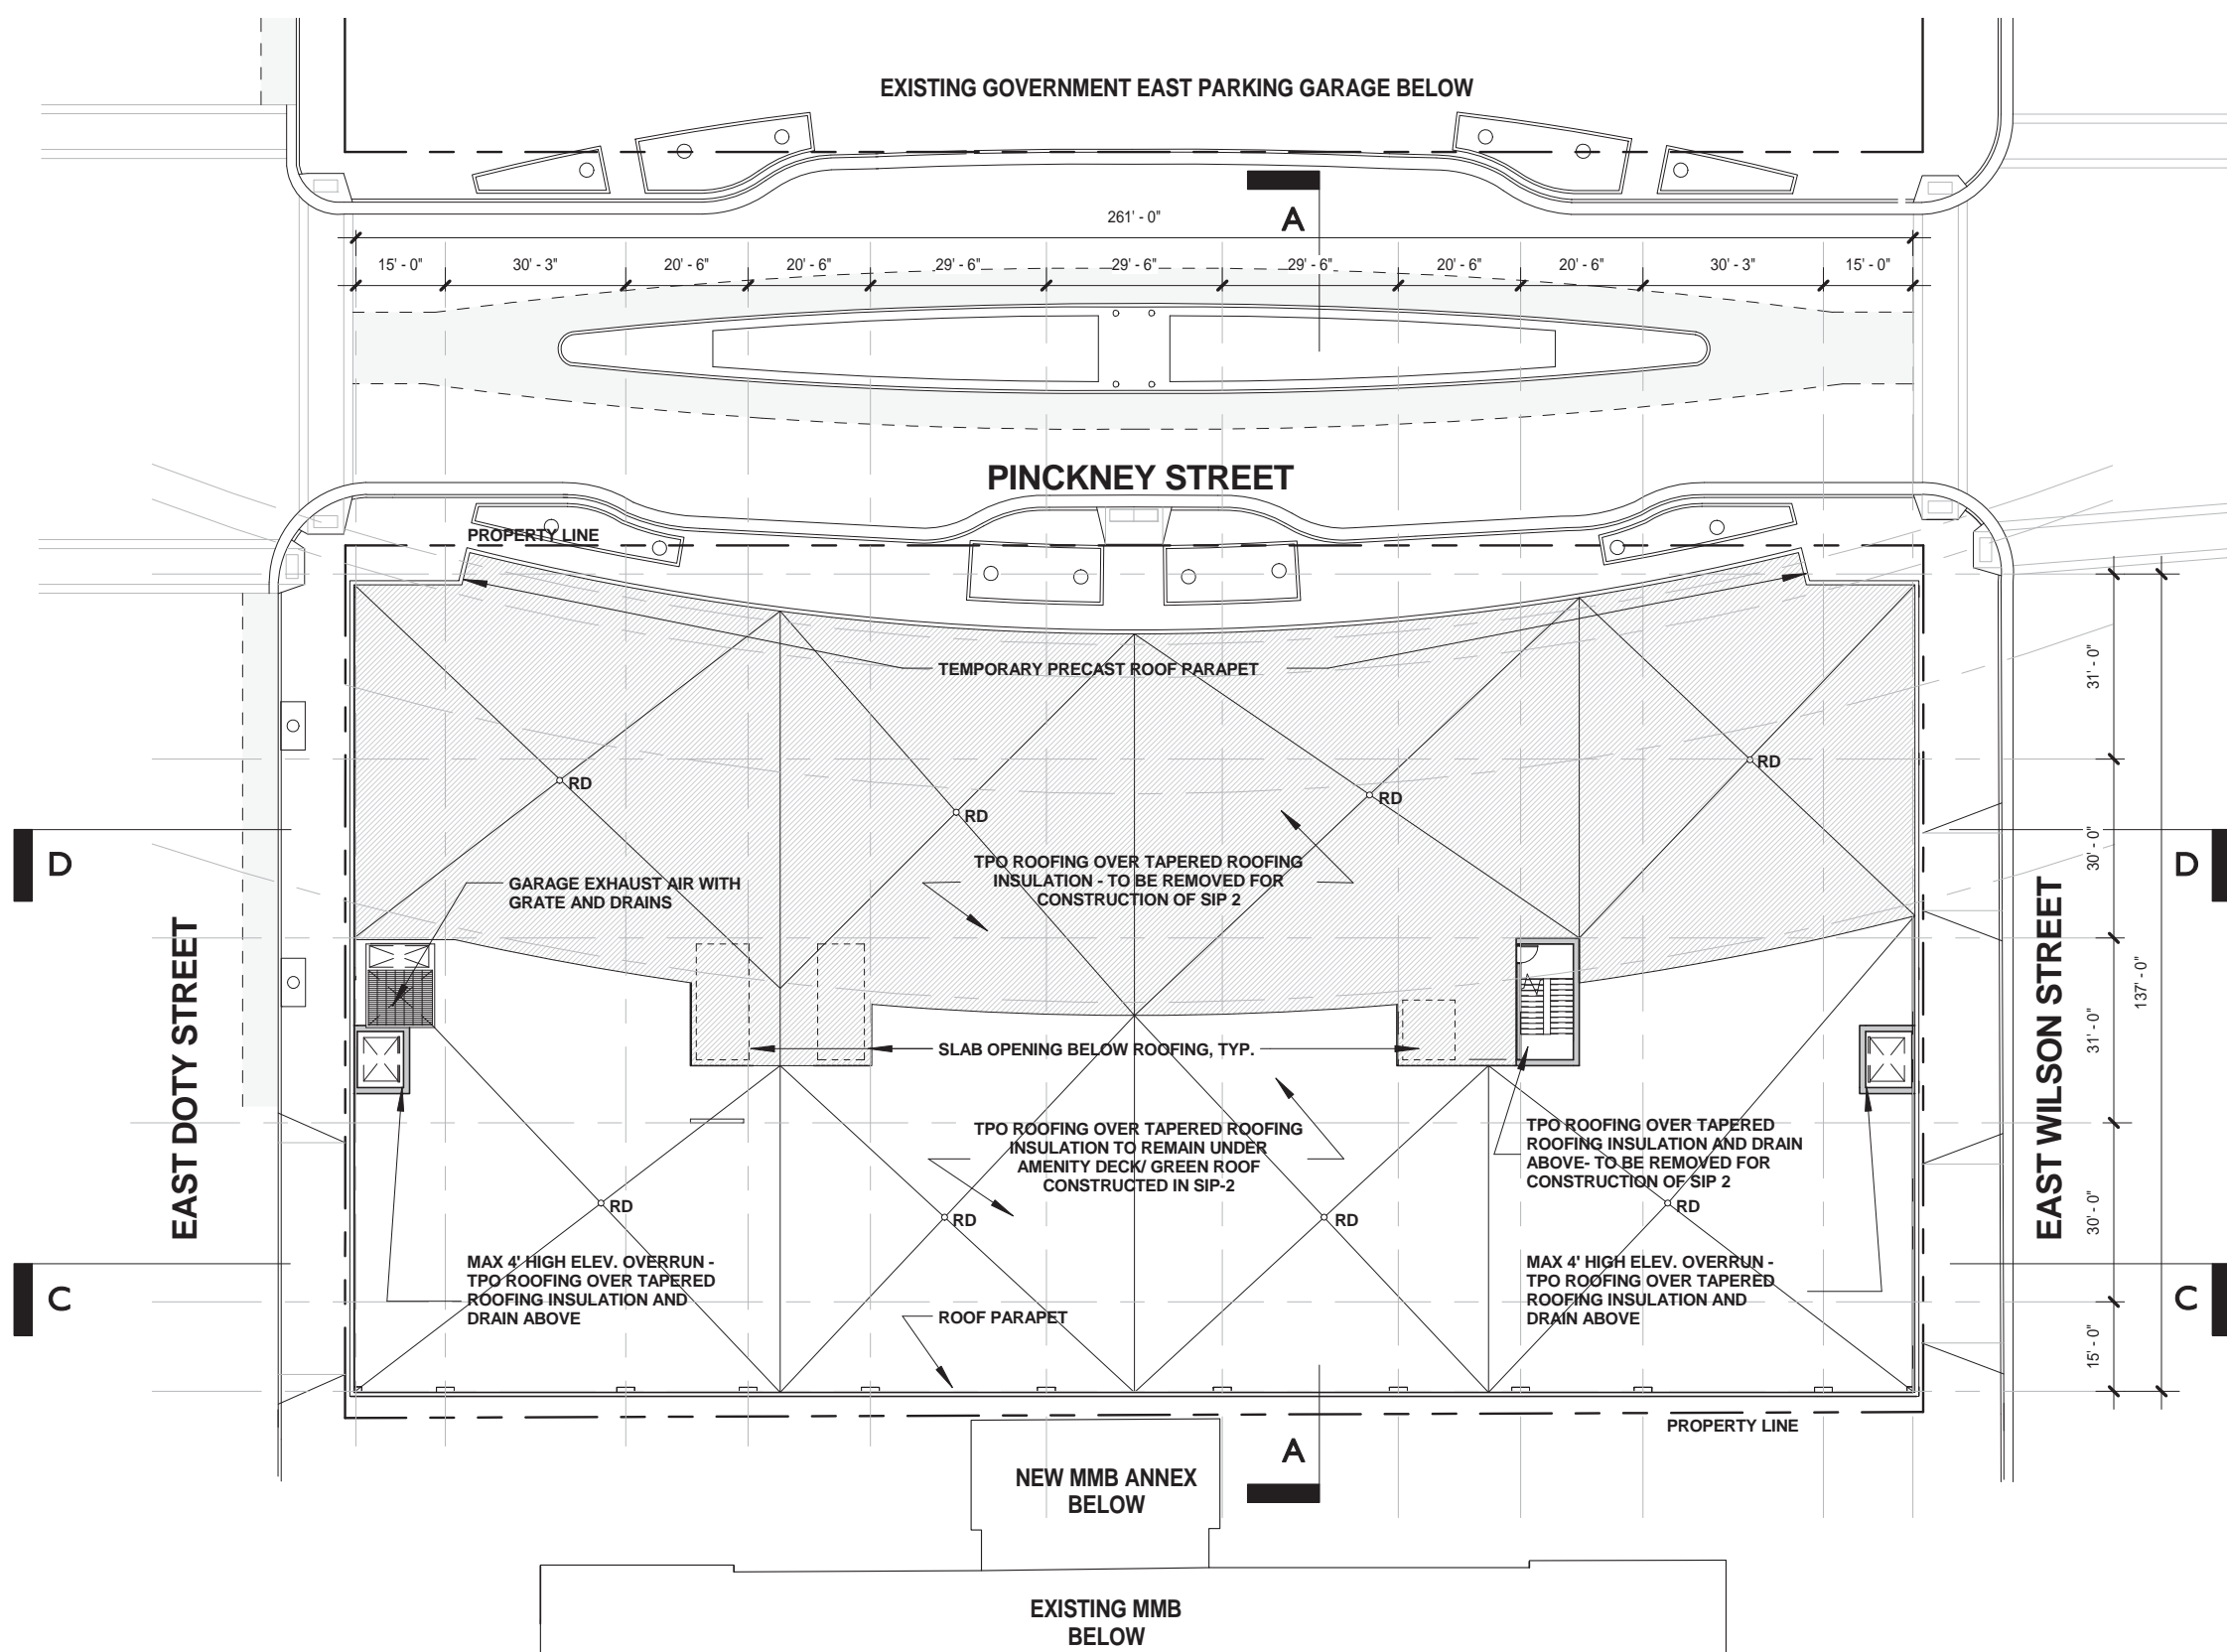 EXISTING GOVERNMENT EAST PARKING GARAGE BELOW
A
261' - 0"
15' - 0"
30' - 3"
20' - 6"
20' - 6"
29' - 6"
29' - 6"
29' - 6"
20' - 6"
20' - 6"
30' - 3"
15' - 0"
PINCKNEY STREET
PROPERTY LINE
TEMPORARY PRECAST ROOF PARAPET
31' - 0"
RD
RD
RD
RD
D
TPO ROOFING OVER TAPERED ROOFING
INSULATION - TO BE REMOVED FOR
CONSTRUCTION OF SIP 2
GARAGE EXHAUST AIR WITH
GRATE AND DRAINS
30' - 0"
D
EAST DOTY STREET
EAST WILSON STREET
137' - 0"
31' - 0"
SLAB OPENING BELOW ROOFING, TYP.
TPO ROOFING OVER TAPERED ROOFING
INSULATION TO REMAIN UNDER
AMENITY DECK/ GREEN ROOF
CONSTRUCTED IN SIP-2
TPO ROOFING OVER TAPERED
ROOFING INSULATION AND DRAIN
ABOVE- TO BE REMOVED FOR
CONSTRUCTION OF SIP 2
RD
RD
RD
RD
30' - 0"
MAX 4' HIGH ELEV. OVERRUN -
TPO ROOFING OVER TAPERED
ROOFING INSULATION AND
DRAIN ABOVE
MAX 4' HIGH ELEV. OVERRUN -
TPO ROOFING OVER TAPERED
ROOFING INSULATION AND
DRAIN ABOVE
C
C
ROOF PARAPET
15' - 0"
PROPERTY LINE
A
NEW MMB ANNEX
BELOW
EXISTING MMB
BELOW